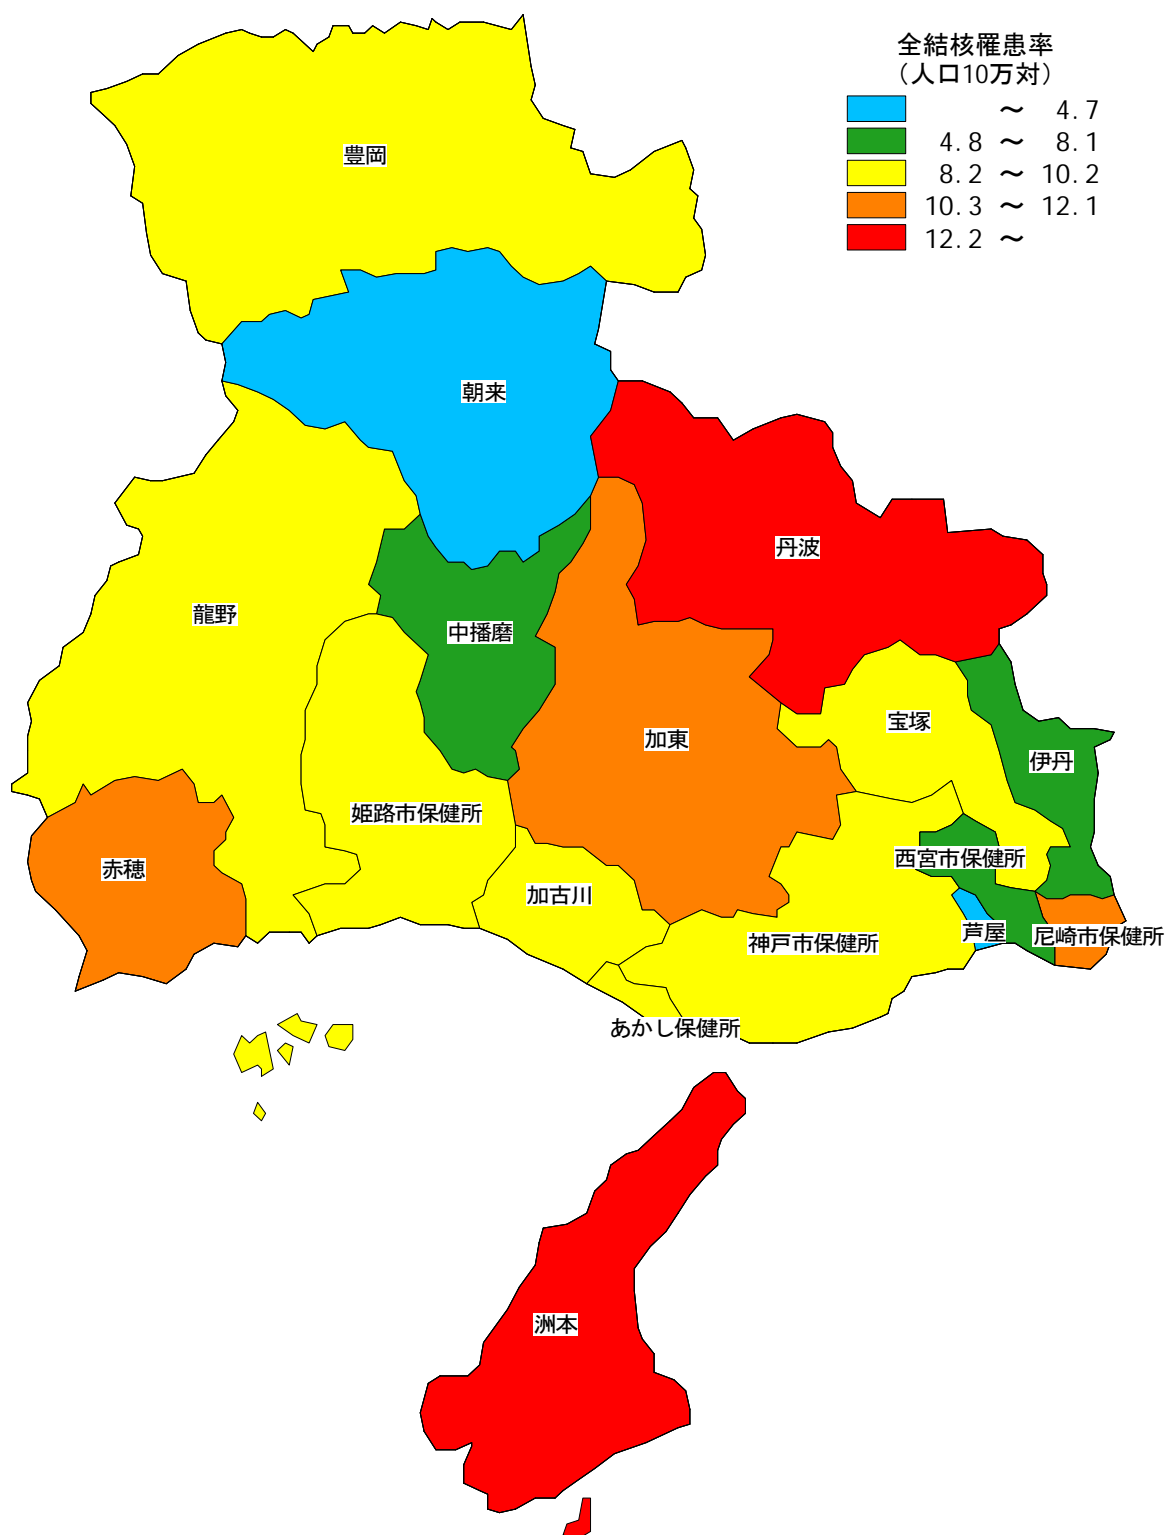 全結核罹患率
（人口10万対）
～ 4.7
4.8 ～ 8.1
8.2 ～ 10.2
10.3 ～ 12.1
12.2 ～
豊岡
朝来
丹波
龍野
中播磨
宝塚
加東
伊丹
姫路市保健所
西宮市保健所
赤穂
加古川
芦屋
尼崎市保健所
神戸市保健所
あかし保健所
洲本